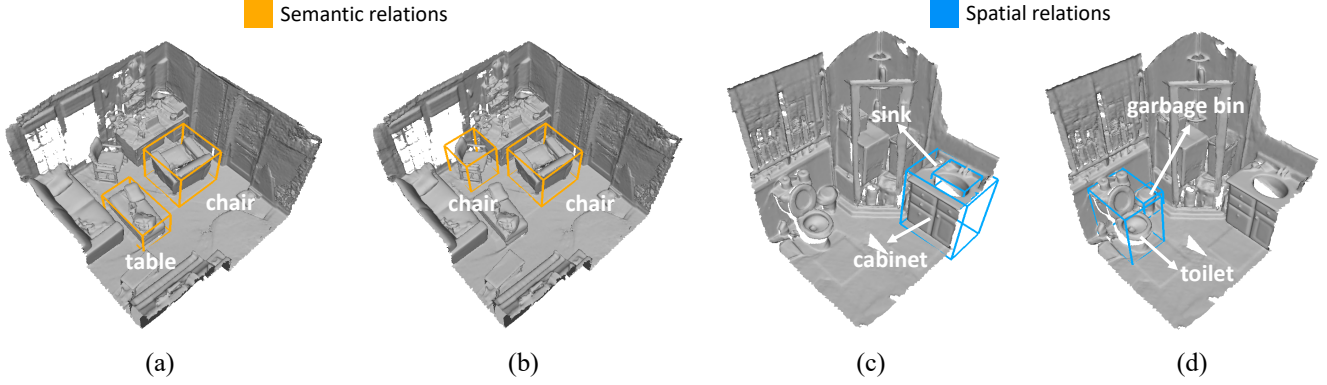 Semantic relations
Spatial relations
chair
table
chair
chair
sink
cabinet
garbage bin
toilet
(a)
(b)
(c)
(d)